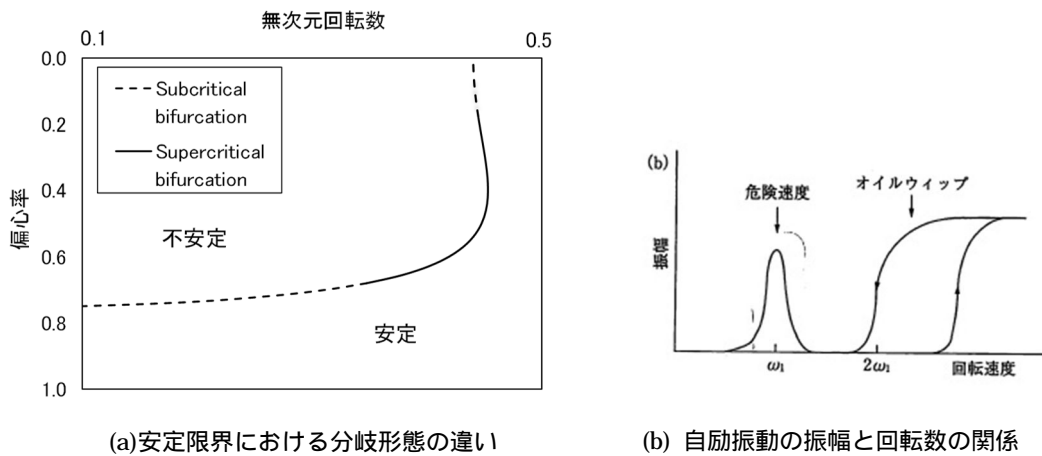 無次元回転数
0.1
0.5
0.0
0.2
0.4
0.6
0.8
1.0
偏心率
Subcritical
bifurcation
Supercritical
bifurcation
不安定
安定
(a)安定限界における分岐形態の違い
(b)
危険速度
オイルウィップ
振幅
ω₁
2ω₁
回転速度
(b) 自励振動の振幅と回転数の関係